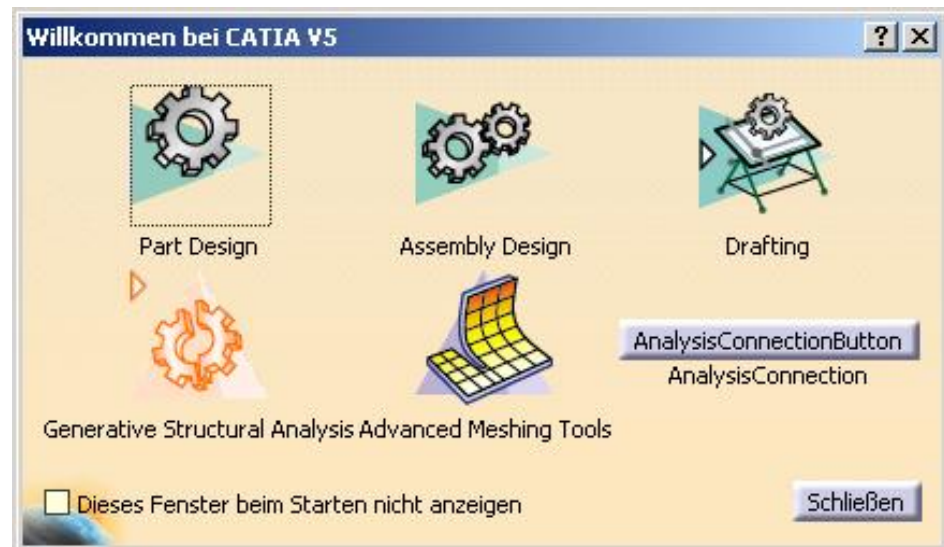 Willkommen bei CATIA V5
Part Design
Assembly Design
Drafting
AnalysisConnectionButton
AnalysisConnection
Generative Structural Analysis
Advanced Meshing Tools
Dieses Fenster beim Starten nicht anzeigen
Schließen